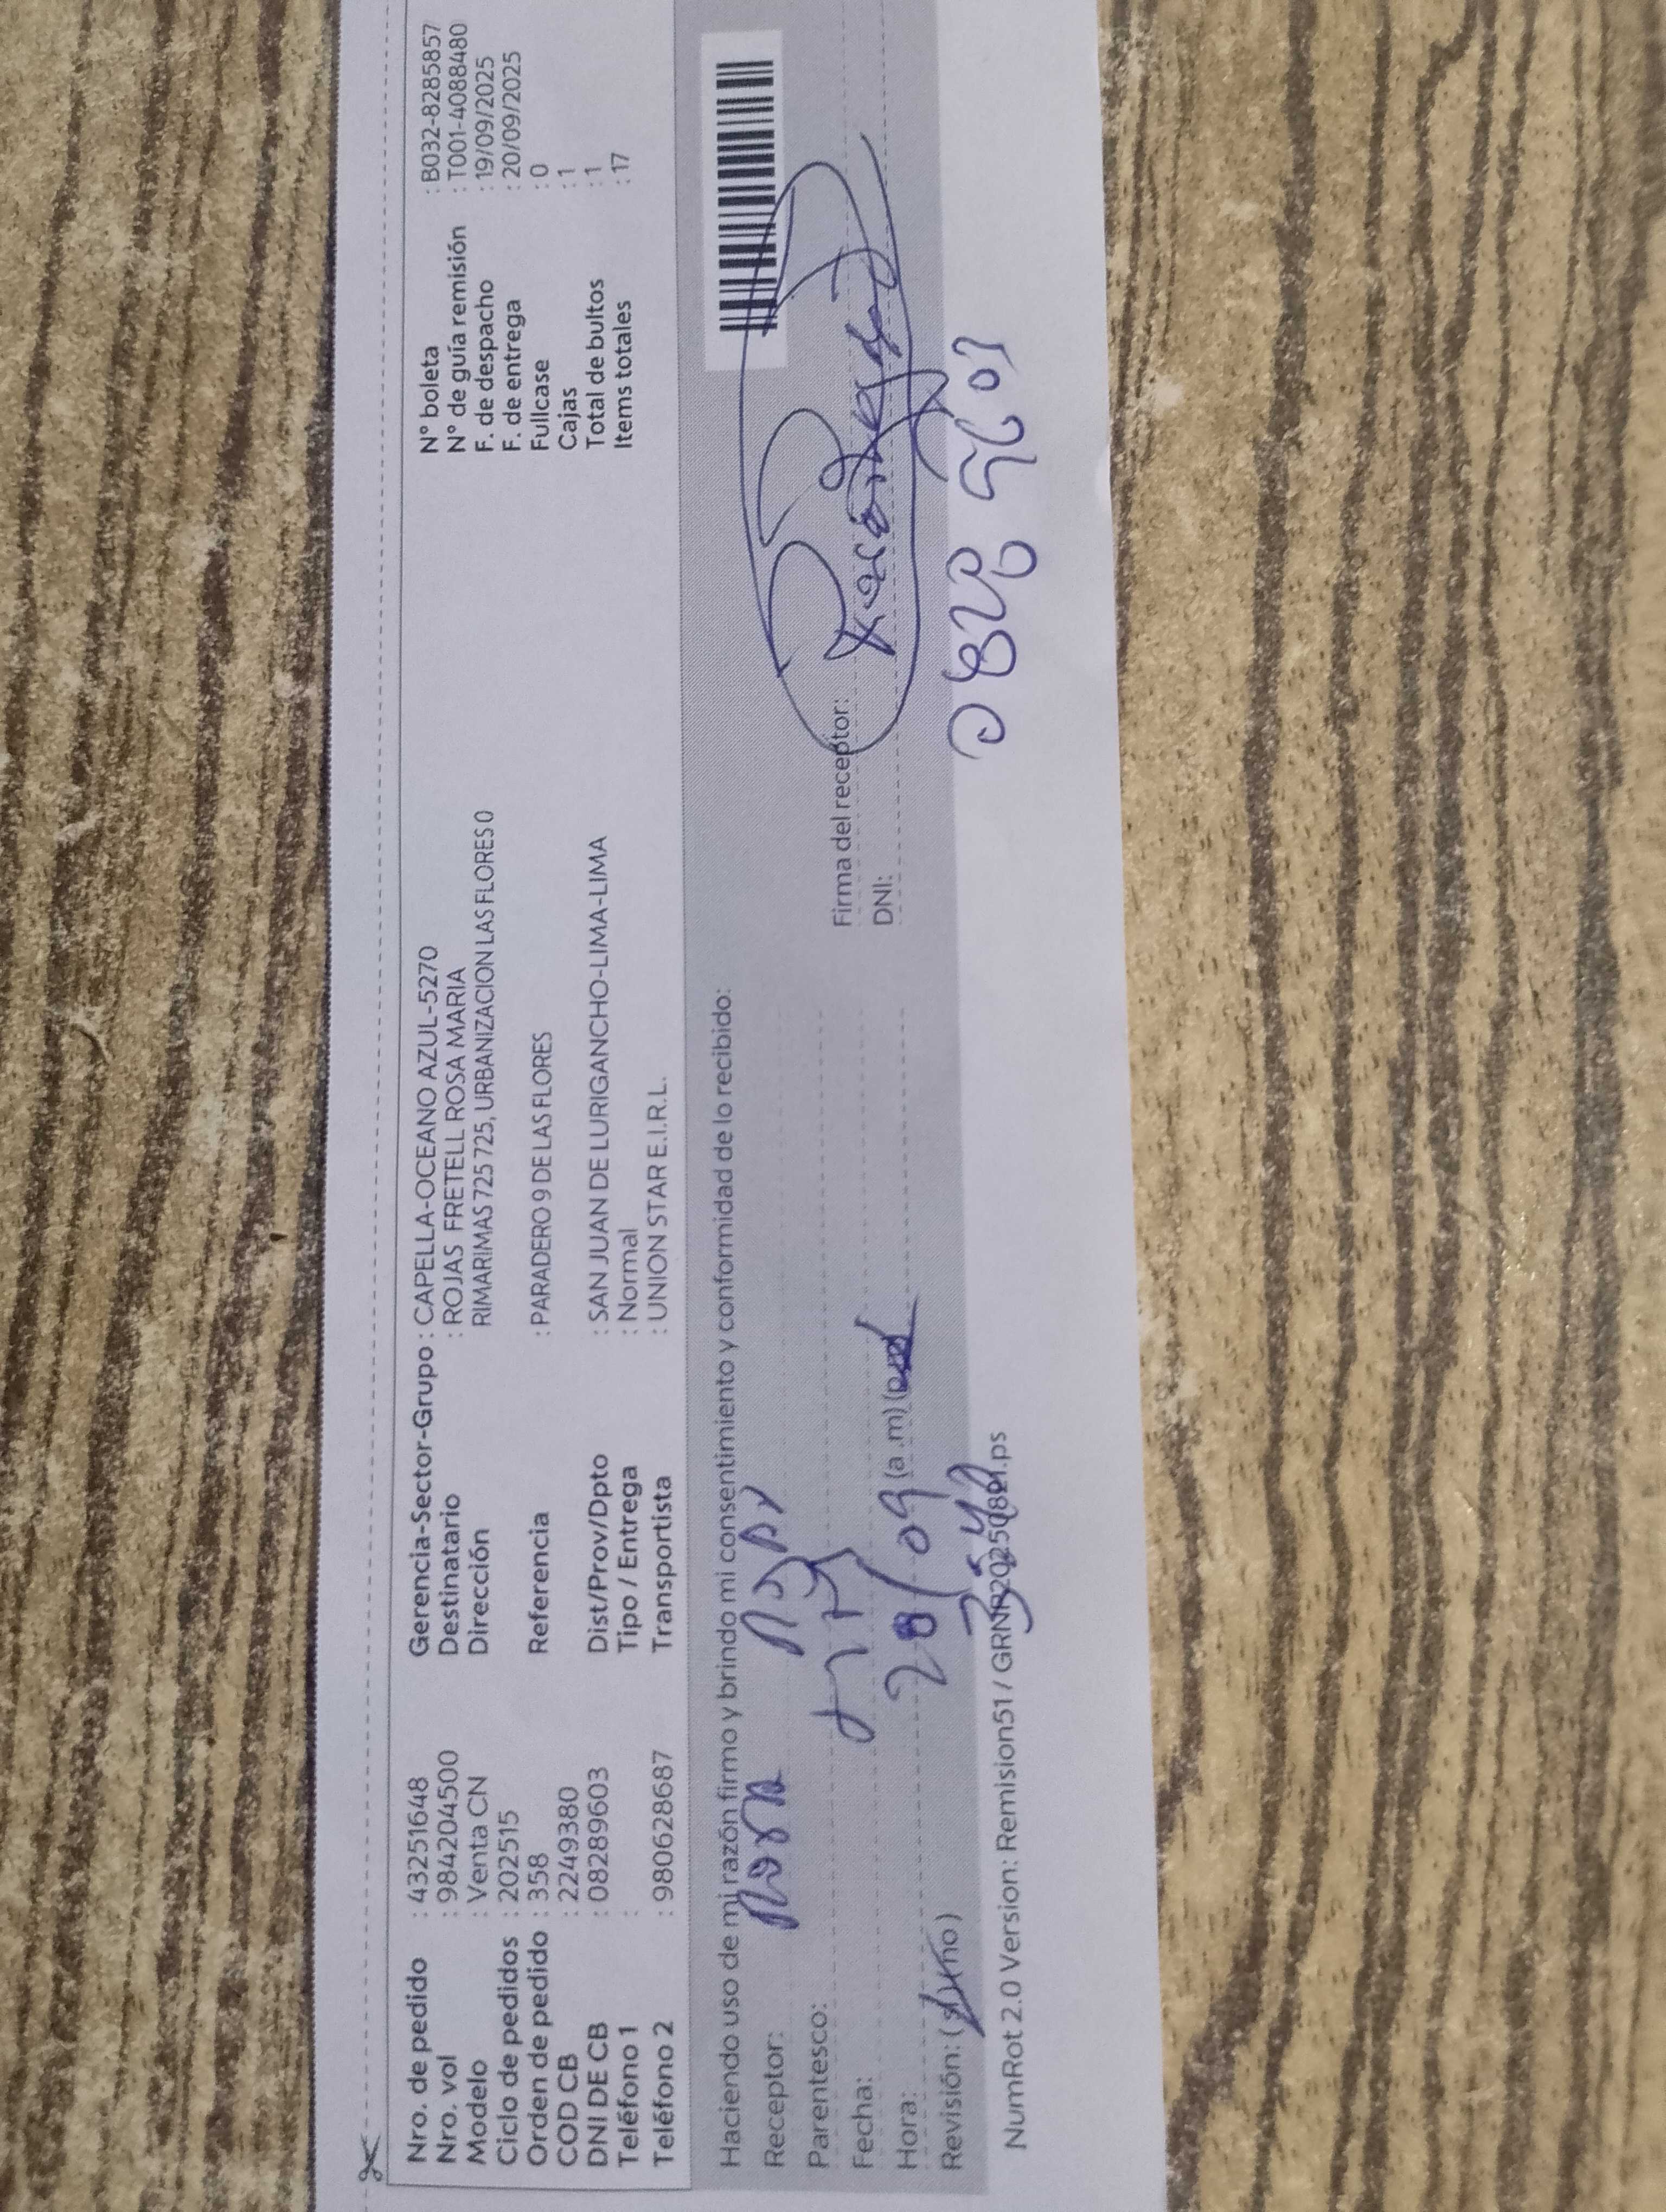 Nro. de pedido : 43251648
Nro. vol : 984204500
Modelo : Venta CN
Ciclo de pedidos : 202515
Orden de pedido : 358
COD CB : 2249380
DNI DE CB : 08289603
Teléfono 1 :
Teléfono 2 : 980628687
Gerencia-Sector-Grupo : CAPELLA-OCEANO AZUL-5270
Destinatario : ROJAS FRETELL ROSA MARIA
Dirección RIMARIMAS 725 725, URBANIZACION LAS FLORES 0
Referencia : PARADERO 9 DE LAS FLORES
Dist/Prov/Dpto : SAN JUAN DE LURIGANCHO-LIMA-LIMA
Tipo / Entrega : Normal
Transportista : UNION STAR E.I.R.L.
N° boleta : B032-8285857
N° de guía remisión : T001-4088480
F. de despacho : 19/09/2025
F. de entrega : 20/09/2025
Fullcase : 0
Cajas : 1
Total de bultos : 1
Items totales : 17
Haciendo uso de mi razón firmo y brindo mi consentimiento y conformidad de lo recibido:
Receptor:
Parentesco:
Fecha: 20/09
Hora: (a.m)
Revisión: (
Firma del receptor:
DNI:
NumRot 2.0 Version: Remision51 /